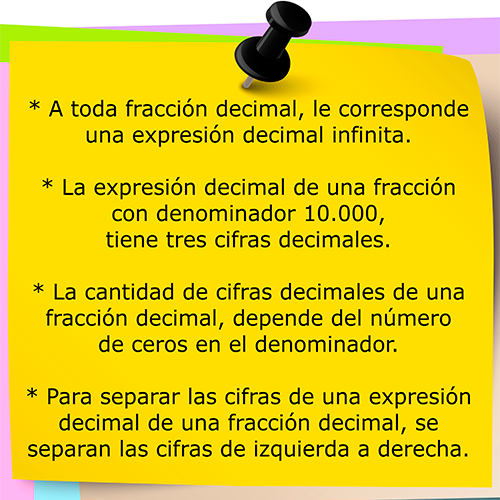 * A toda fracción decimal, le corresponde
una expresión decimal infinita.
* La expresión decimal de una fracción
con denominador 10.000,
tiene tres cifras decimales.
* La cantidad de cifras decimales de una
fracción decimal, depende del número
de ceros en el denominador.
* Para separar las cifras de una expresión
decimal de una fracción decimal, se
separan las cifras de izquierda a derecha.